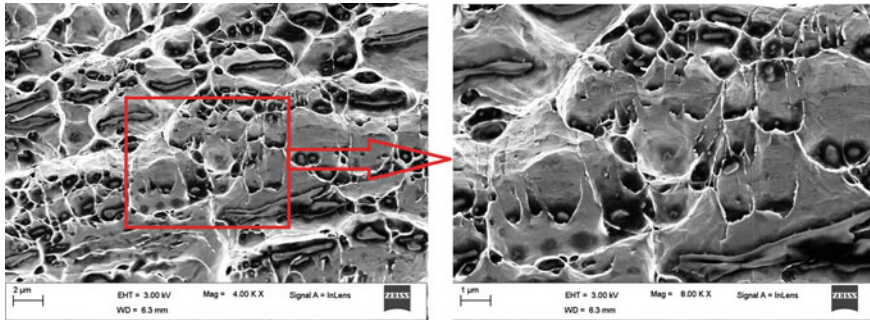 2 µm
EHT = 3.00 kV Mag = 4.00 K X Signal A = InLens
WD = 6.3 mm
ZEISS
1 µm
EHT = 3.00 kV Mag = 8.00 K X Signal A = InLens
WD = 6.3 mm
ZEISS